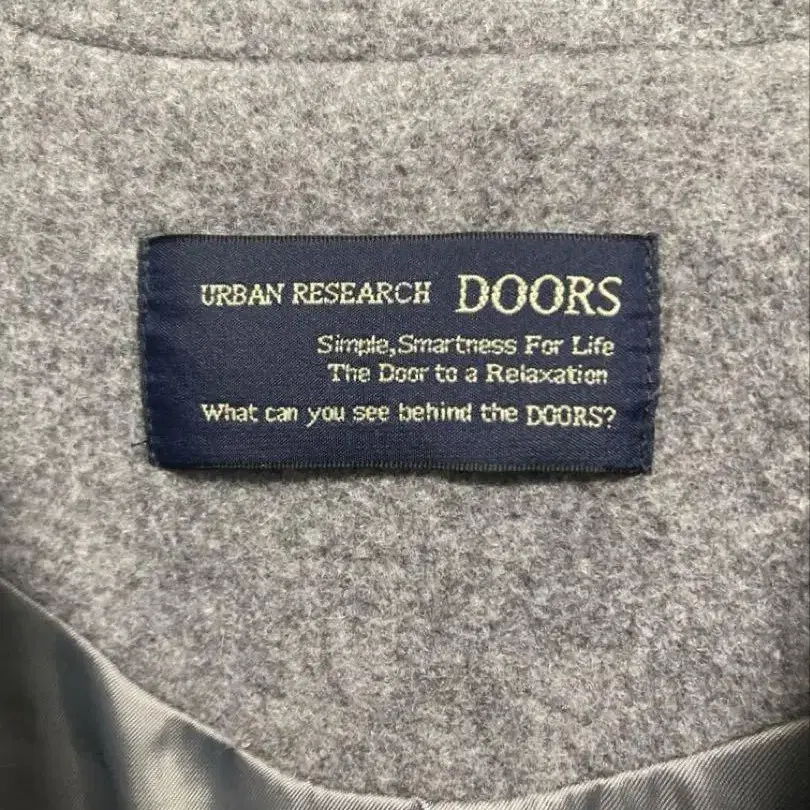 URBAN RESEARCH DOORS
Simple,Smartness For Life
The Door to a Relaxation
What can you see behind the DOORS?